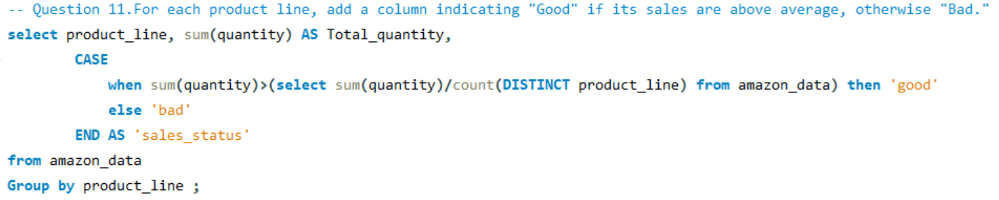 -- Question 11.For each product line, add a column indicating "Good" if its sales are above average, otherwise "Bad."
select product_line, sum(quantity) AS Total_quantity,
CASE
when sum(quantity)>(select sum(quantity)/count(DISTINCT product_line) from amazon_data) then 'good'
else 'bad'
END AS 'sales_status'
from amazon_data
Group by product_line ;